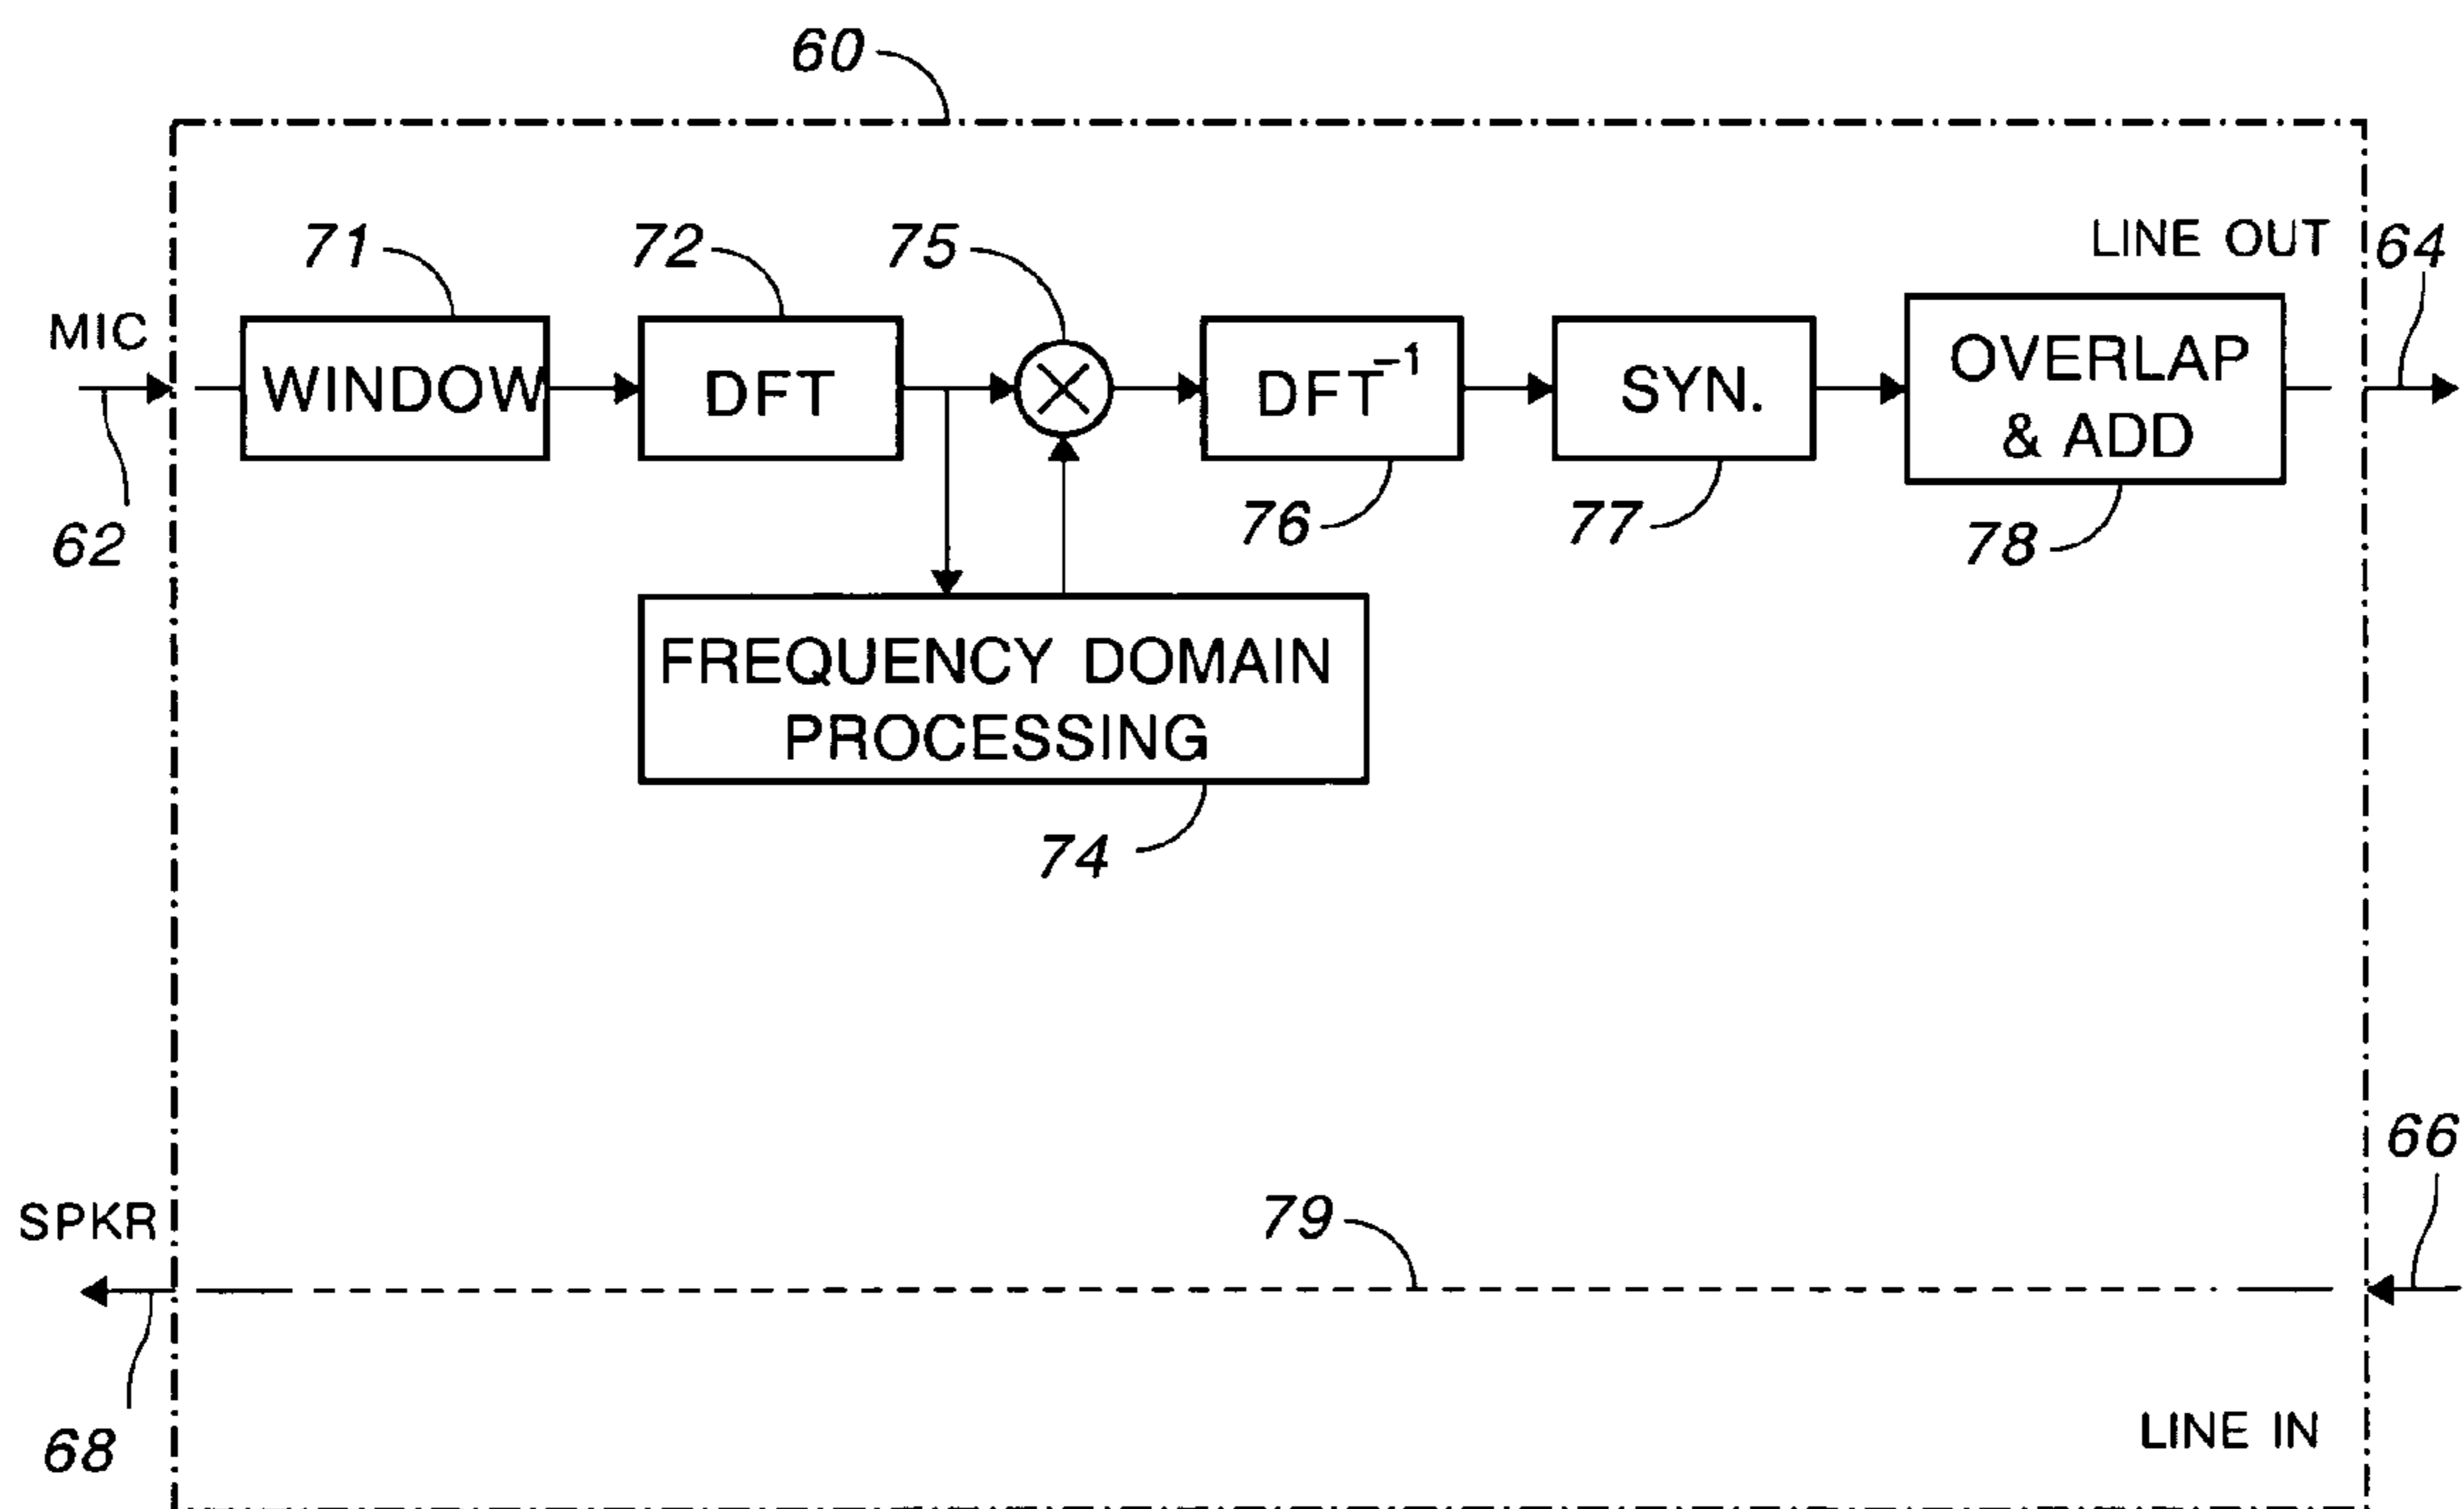 60
71
72
75
LINE OUT
64
MIC
WINDOW
DFT
DFT⁻¹
SYN.
OVERLAP
& ADD
62
76
77
78
FREQUENCY DOMAIN
PROCESSING
74
66
SPKR
79
68
LINE IN